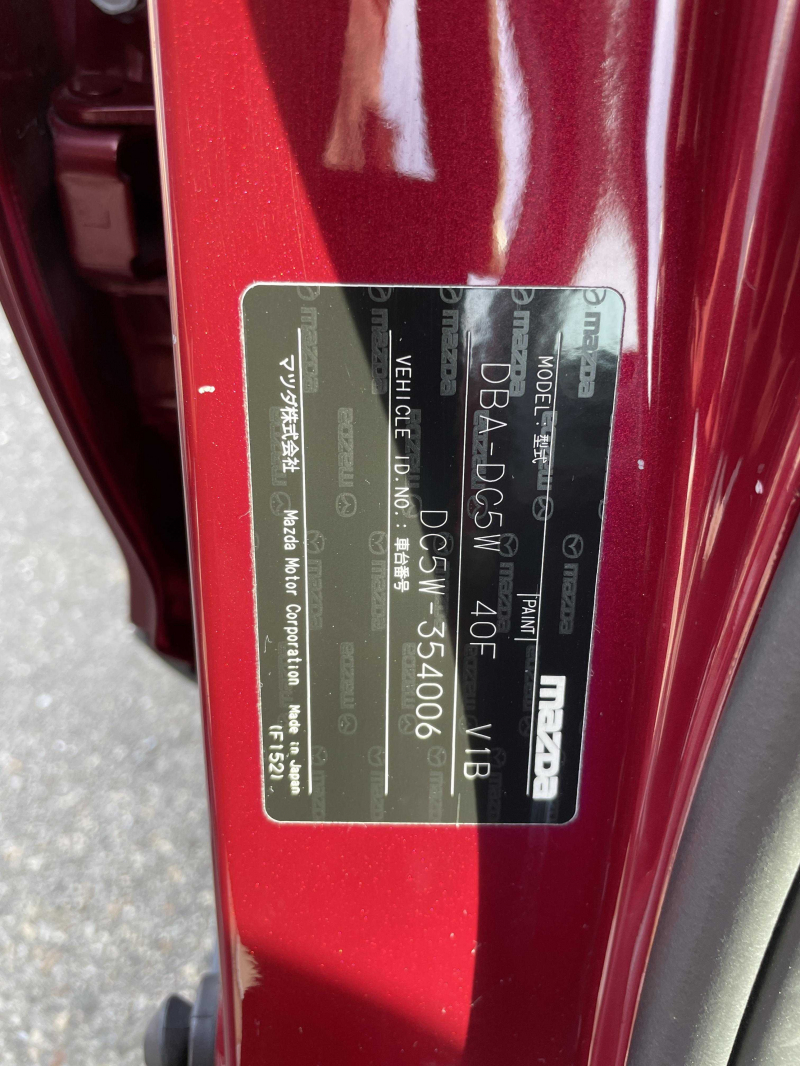 mazda
MODEL : 型式 PAINT
DBA-DC5W 40F V1B
VEHICLE ID.NO. : 車台番号
DC5W-354006
マツダ株式会社 Mazda Motor Corporation Made in Japan
(F152)